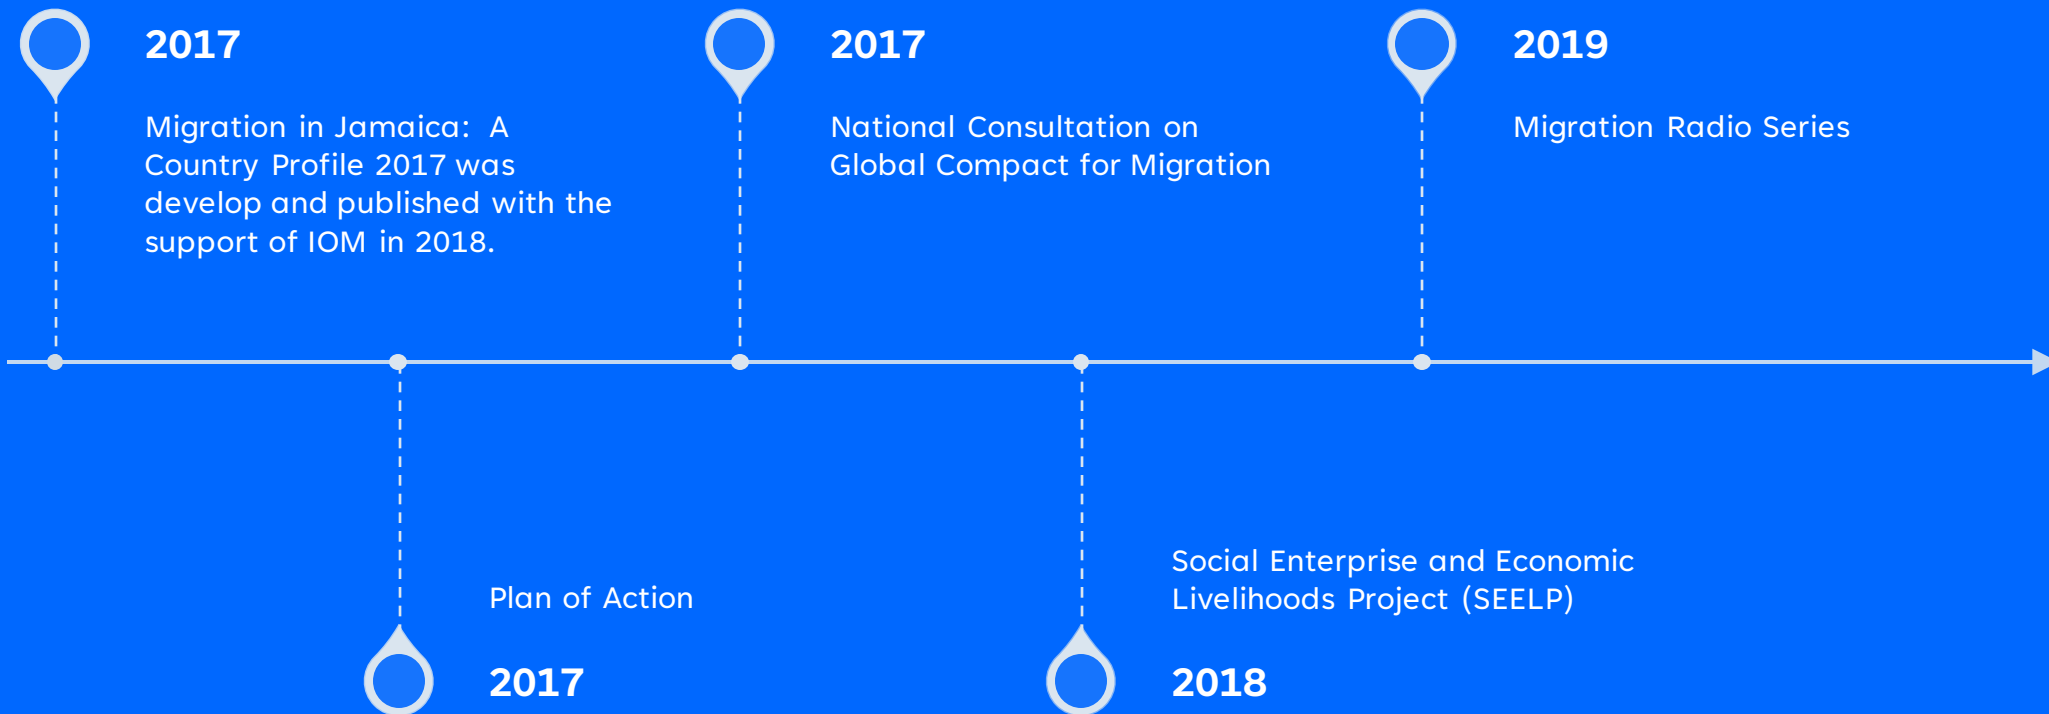 2017
Migration in Jamaica:  A
Country Profile 2017 was
develop and published with the
support of IOM in 2018.
Plan of Action
2017
2017
National Consultation on
Global Compact for Migration
Social Enterprise and Economic
Livelihoods Project (SEELP)
2018
2019
Migration Radio Series